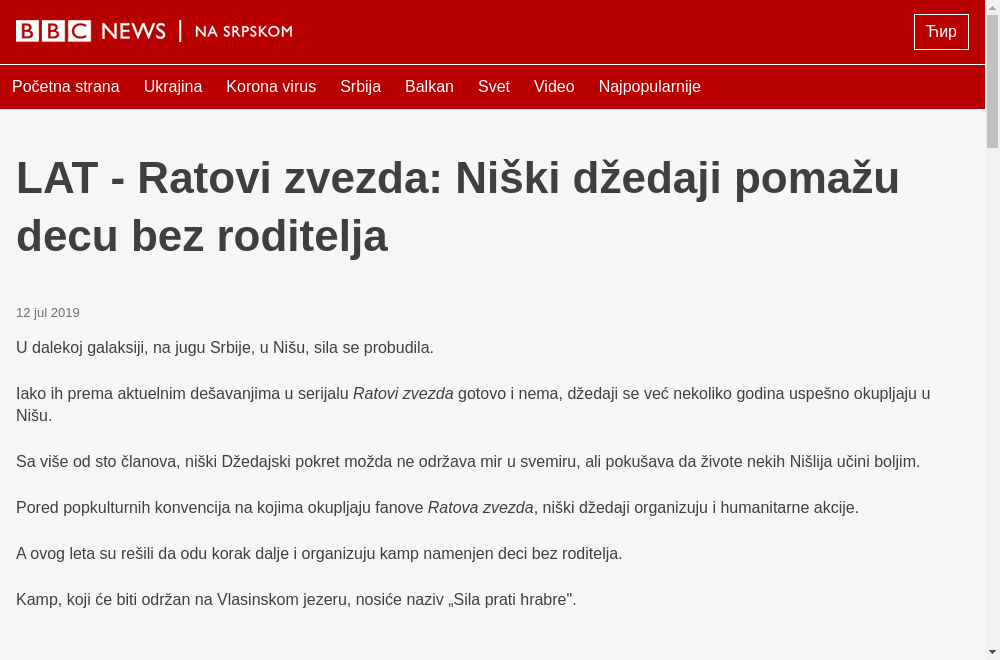 BBC NEWS | NA SRPSKOM
Ћир
Početna strana Ukrajina Korona virus Srbija Balkan Svet Video Najpopularnije
LAT - Ratovi zvezda: Niški džedaji pomažu
decu bez roditelja
12 jul 2019
U dalekoj galaksiji, na jugu Srbije, u Nišu, sila se probudila.
Iako ih prema aktuelnim dešavanjima u serijalu Ratovi zvezda gotovo i nema, džedaji se već nekoliko godina uspešno okupljaju u
Nišu.
Sa više od sto članova, niški Džedajski pokret možda ne održava mir u svemiru, ali pokušava da živote nekih Nišlija učini boljim.
Pored popkulturnih konvencija na kojima okupljaju fanove Ratova zvezda, niški džedaji organizuju i humanitarne akcije.
A ovog leta su rešili da odu korak dalje i organizuju kamp namenjen deci bez roditelja.
Kamp, koji će biti održan na Vlasinskom jezeru, nosiće naziv „Sila prati hrabre".